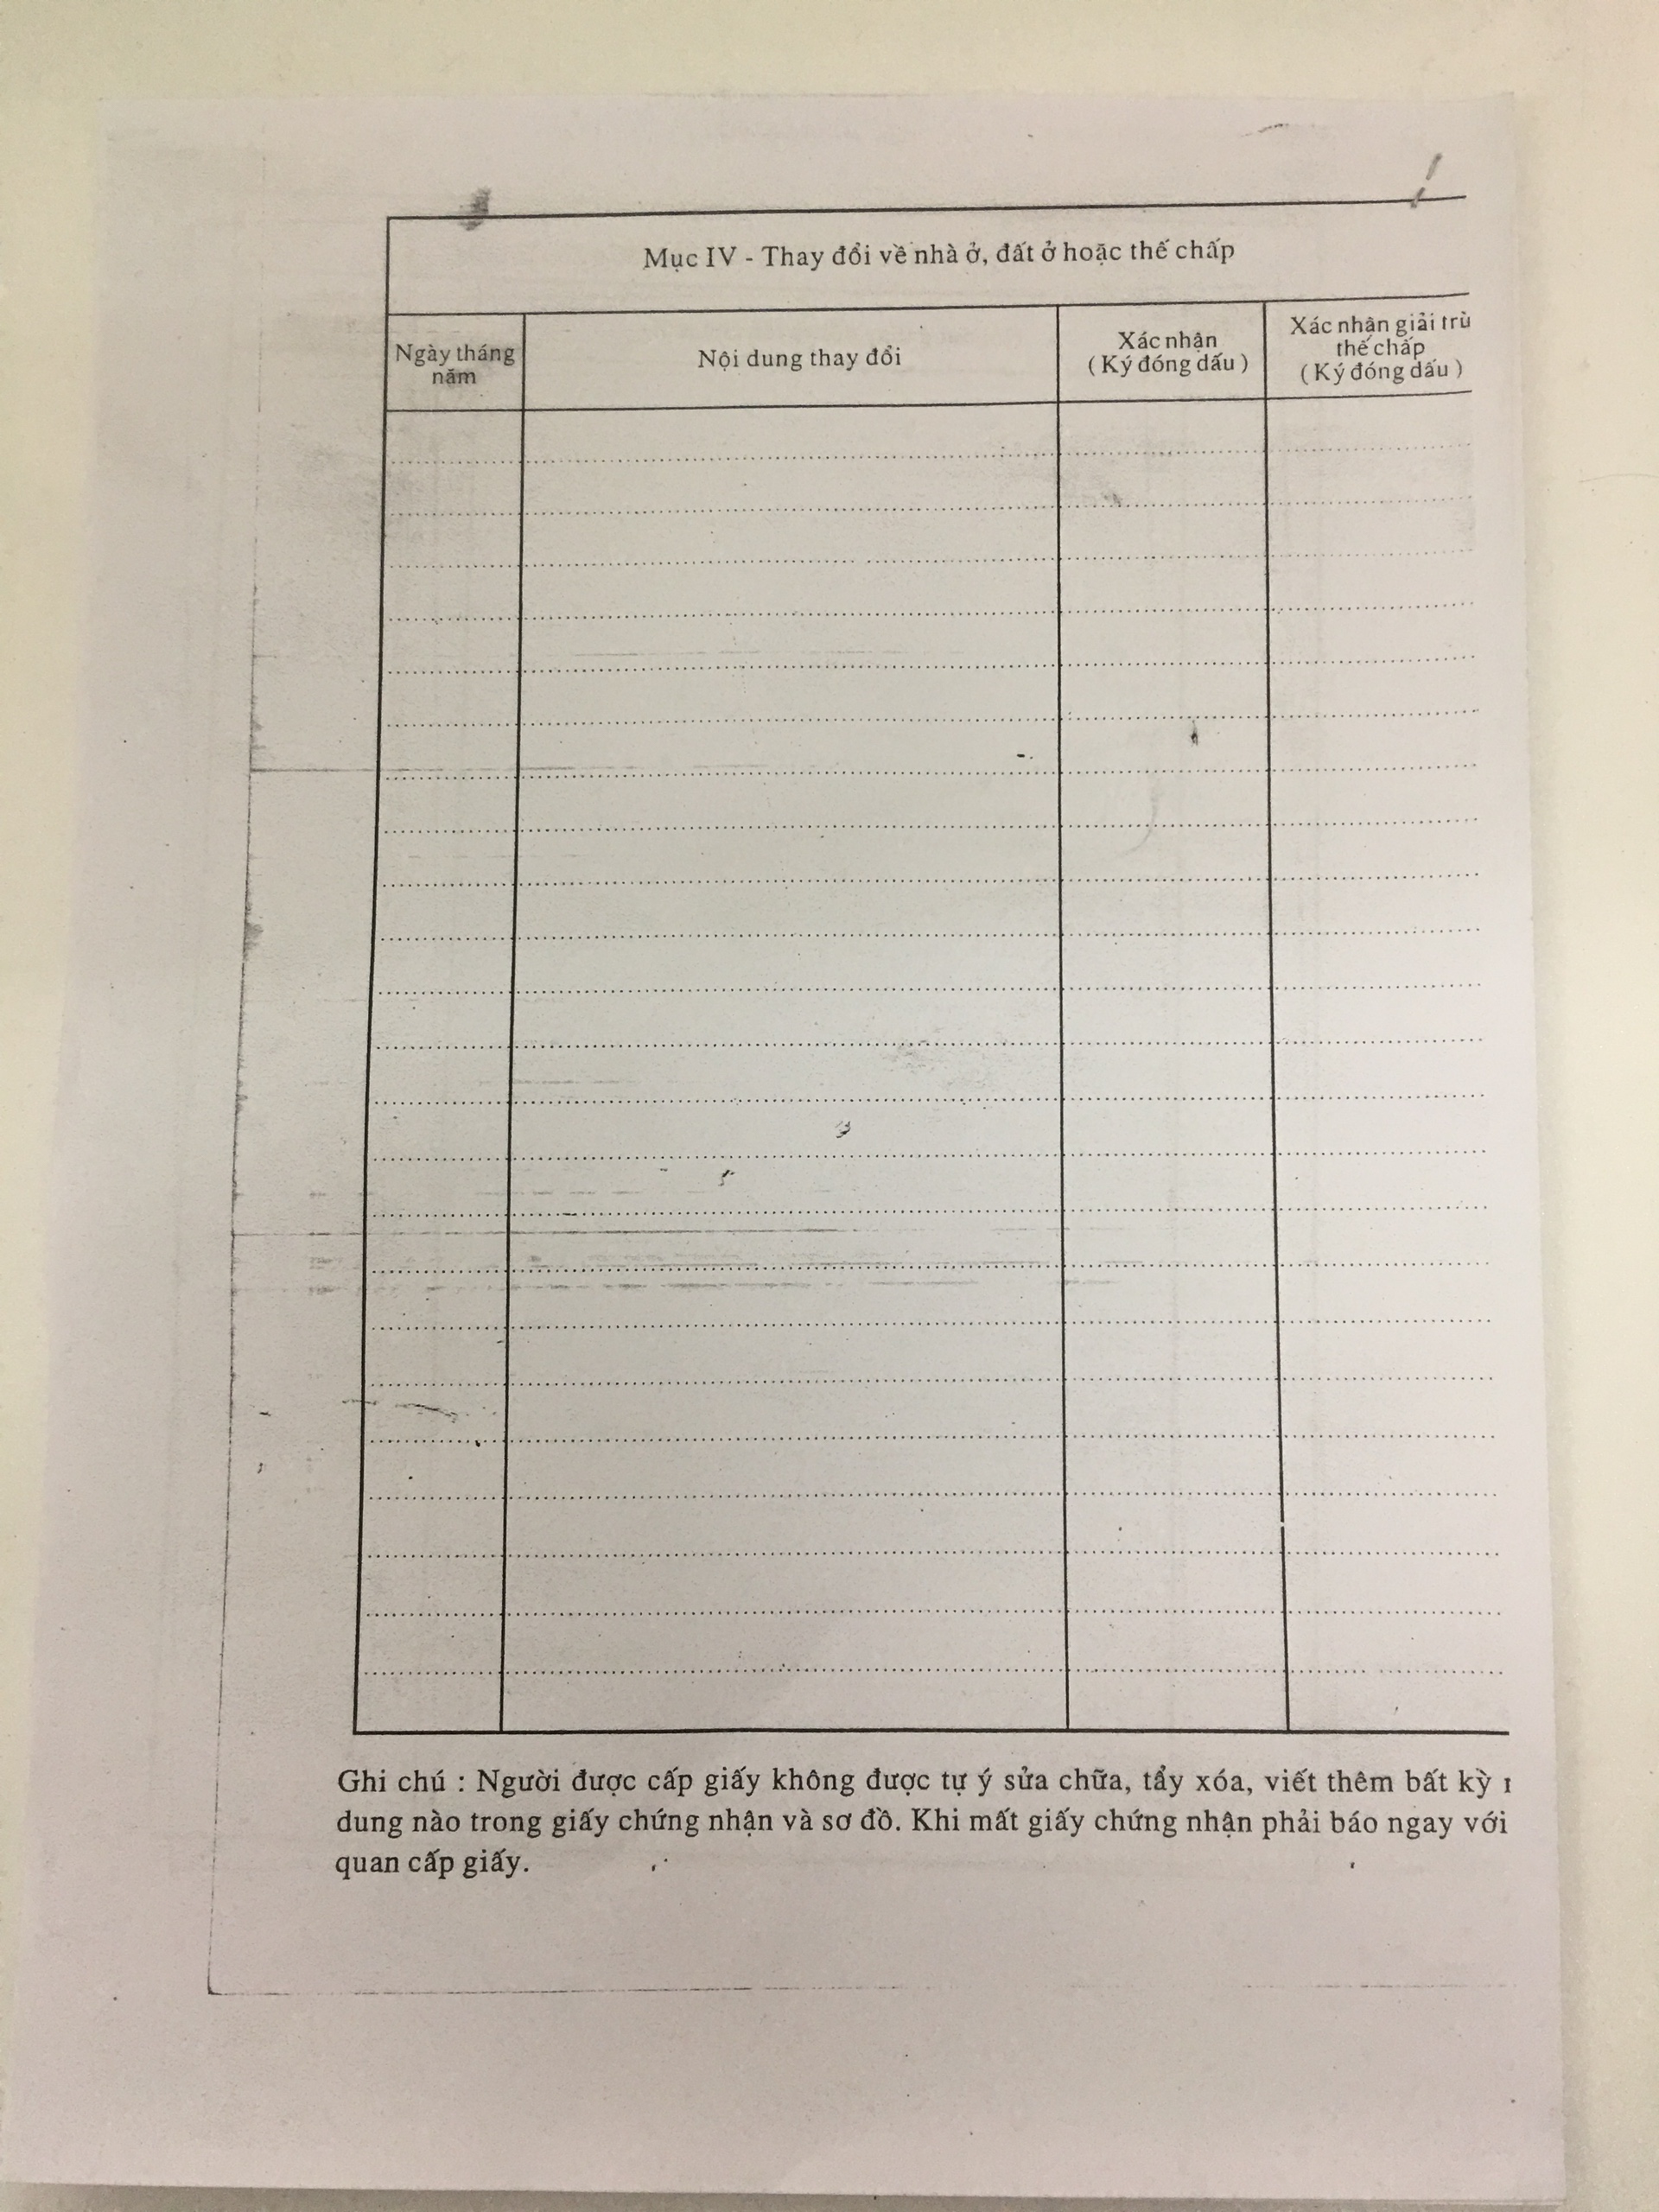 Mục IV - Thay đổi về nhà ở, đất ở hoặc thế chấp
Ngày tháng
năm
Nội dung thay đổi
Xác nhận
( Ký đóng dấu )
Xác nhận giải trừ
thế chấp
( Ký đóng dấu )
Ghi chú : Người được cấp giấy không được tự ý sửa chữa, tẩy xóa, viết thêm bất kỳ
dung nào trong giấy chứng nhận và sơ đồ. Khi mất giấy chứng nhận phải báo ngay với
quan cấp giấy.